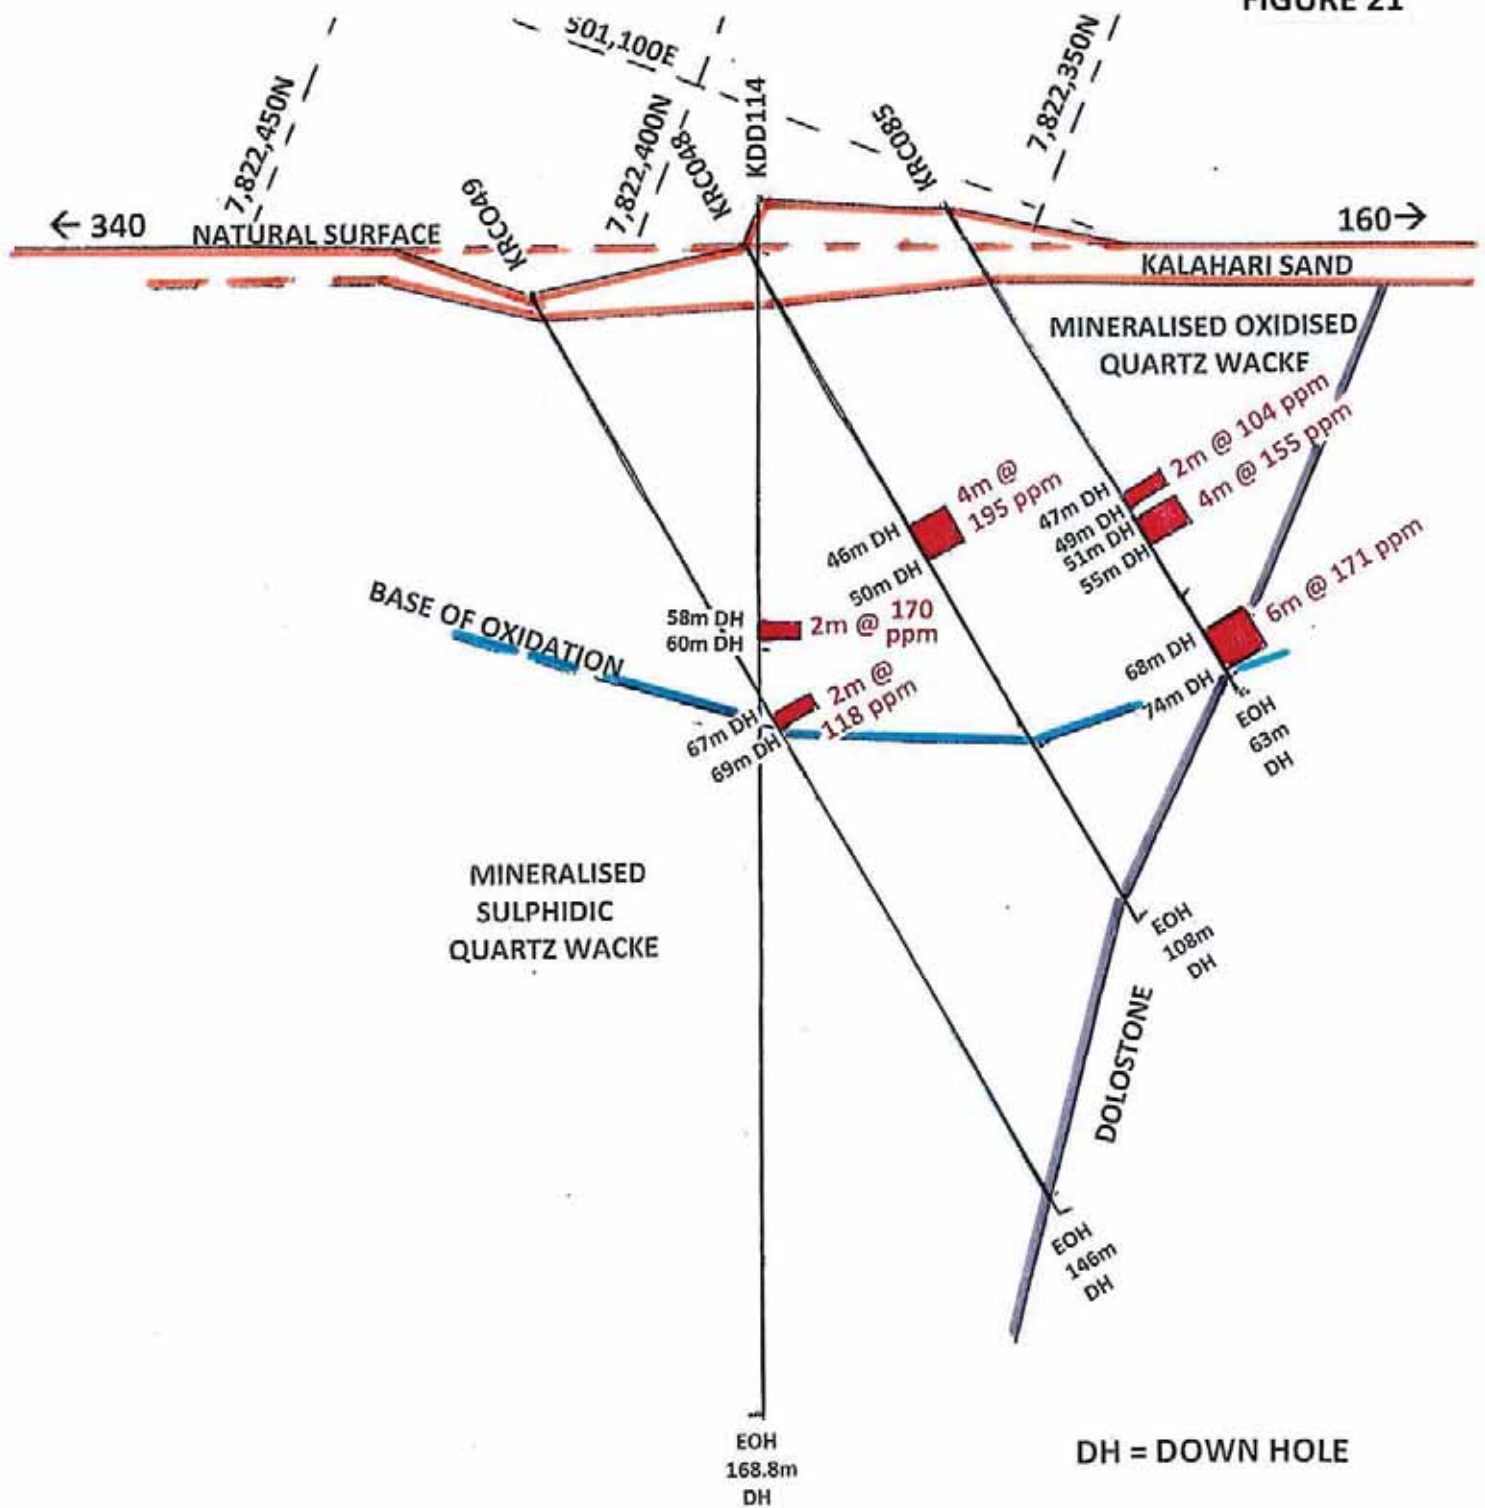 FIGURE 21
501,100E
7,822,450N
7,822,400N
7,822,350N
KRC049
KRC048
KDD114
KRC085
← 340
NATURAL SURFACE
160→
KALAHARI SAND
MINERALISED OXIDISED
QUARTZ WACKE
2m @ 104 ppm
4m @ 155 ppm
47m DH
49m DH
51m DH
55m DH
4m @
195 ppm
46m DH
50m DH
6m @ 171 ppm
68m DH
74m DH
EOH
63m
DH
BASE OF OXIDATION
58m DH
60m DH
2m @ 170
ppm
2m @
118 ppm
67m DH
69m DH
MINERALISED
SULPHIDIC
QUARTZ WACKE
EOH
108m
DH
DOLOSTONE
EOH
146m
DH
EOH
168.8m
DH
DH = DOWN HOLE